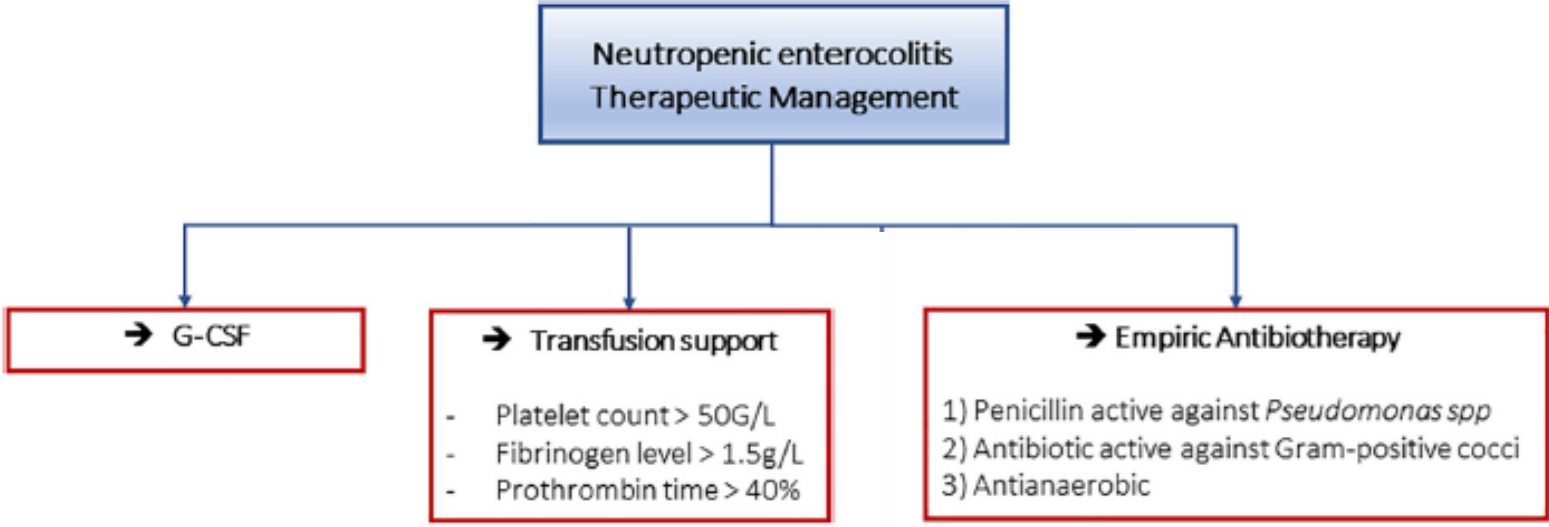 Neutropenic enterocolitis
Therapeutic Management
➔ G-CSF
➔ Transfusion support
- Platelet count > 50G/L
- Fibrinogen level > 1.5g/L
- Prothrombin time > 40%
➔ Empiric Antibiotherapy
1) Penicillin active against Pseudomonas spp
2) Antibiotic active against Gram-positive cocci
3) Antianaerobic